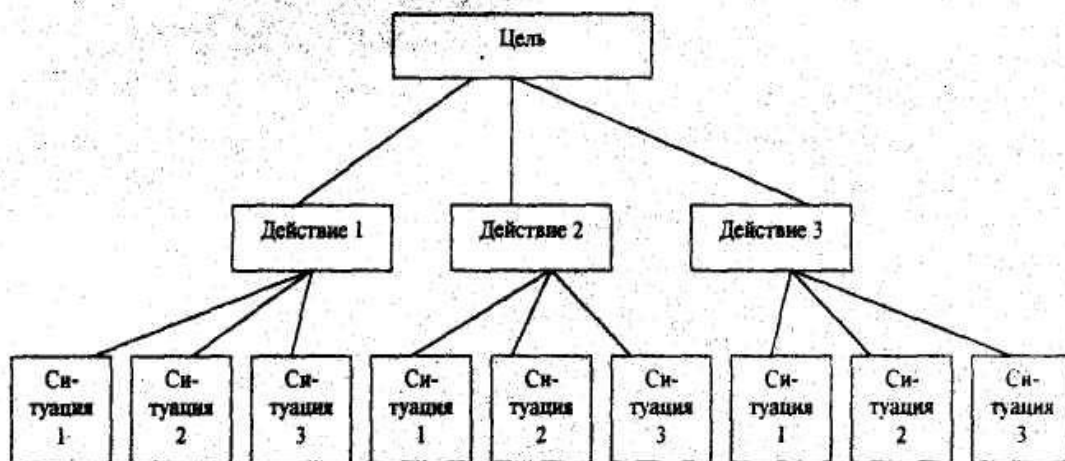 Цель
Действие 1 Действие 2 Действие 3
Си- Си- Си- Си- Си- Си- Си- Си- Си-
туация туация туация туация туация туация туация туация туация
1 2 3 1 2 3 1 2 3